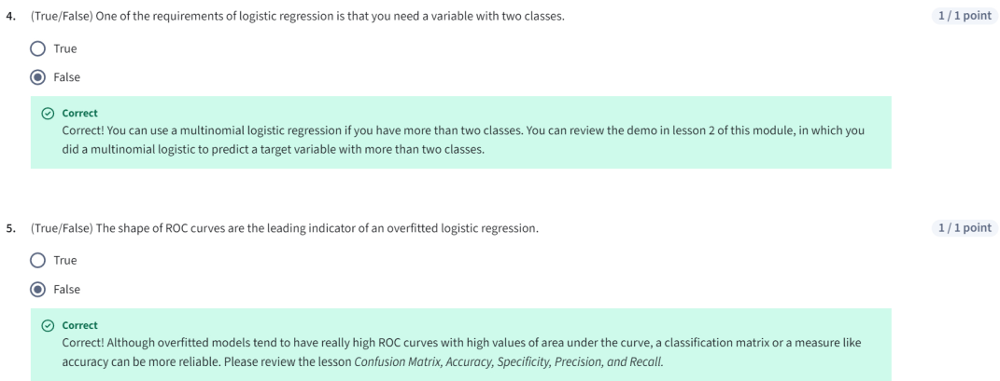 4. (True/False) One of the requirements of logistic regression is that you need a variable with two classes. 1 / 1 point
True
False
Correct
Correct! You can use a multinomial logistic regression if you have more than two classes. You can review the demo in lesson 2 of this module, in which you
did a multinomial logistic to predict a target variable with more than two classes.
5. (True/False) The shape of ROC curves are the leading indicator of an overfitted logistic regression. 1 / 1 point
True
False
Correct
Correct! Although overfitted models tend to have really high ROC curves with high values of area under the curve, a classification matrix or a measure like
accuracy can be more reliable. Please review the lesson Confusion Matrix, Accuracy, Specificity, Precision, and Recall.